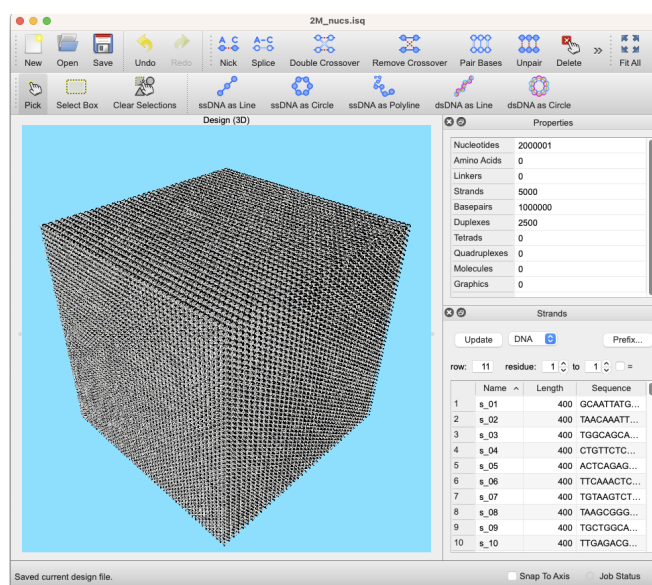 2M_nucs.isq
New Open Save Undo Redo Nick Splice Double Crossover Remove Crossover Pair Bases Unpair Delete » Fit All
A C A-C
Pick Select Box Clear Selections ssDNA as Line ssDNA as Circle ssDNA as Polyline dsDNA as Line dsDNA as Circle
Design (3D)
Properties
Nucleotides 2000001
Amino Acids 0
Linkers 0
Strands 5000
Basepairs 1000000
Duplexes 2500
Tetrads 0
Quadruplexes 0
Molecules 0
Graphics 0
Strands
Update DNA Prefix...
row: 11 residue: 1 to 1 =
Name Length Sequence
1 s_01 400 GCAATTATG...
2 s_02 400 TAACAAATT...
3 s_03 400 TGGCAGCA...
4 s_04 400 CTGTTCTC...
5 s_05 400 ACTCAGAG...
6 s_06 400 TTCAAACTC...
7 s_07 400 TGTAAGTCT...
8 s_08 400 TAAGCGGG...
9 s_09 400 TGCTGGCA...
10 s_10 400 TTGAGACG...
Saved current design file.
Snap To Axis Job Status